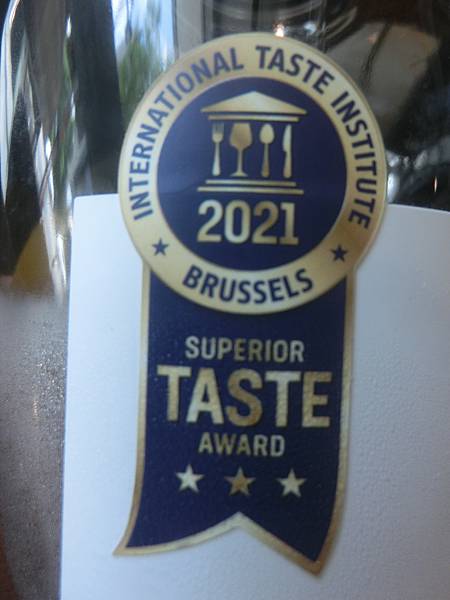 INTERNATIONAL TASTE INSTITUTE
2021
BRUSSELS
SUPERIOR
TASTE
AWARD